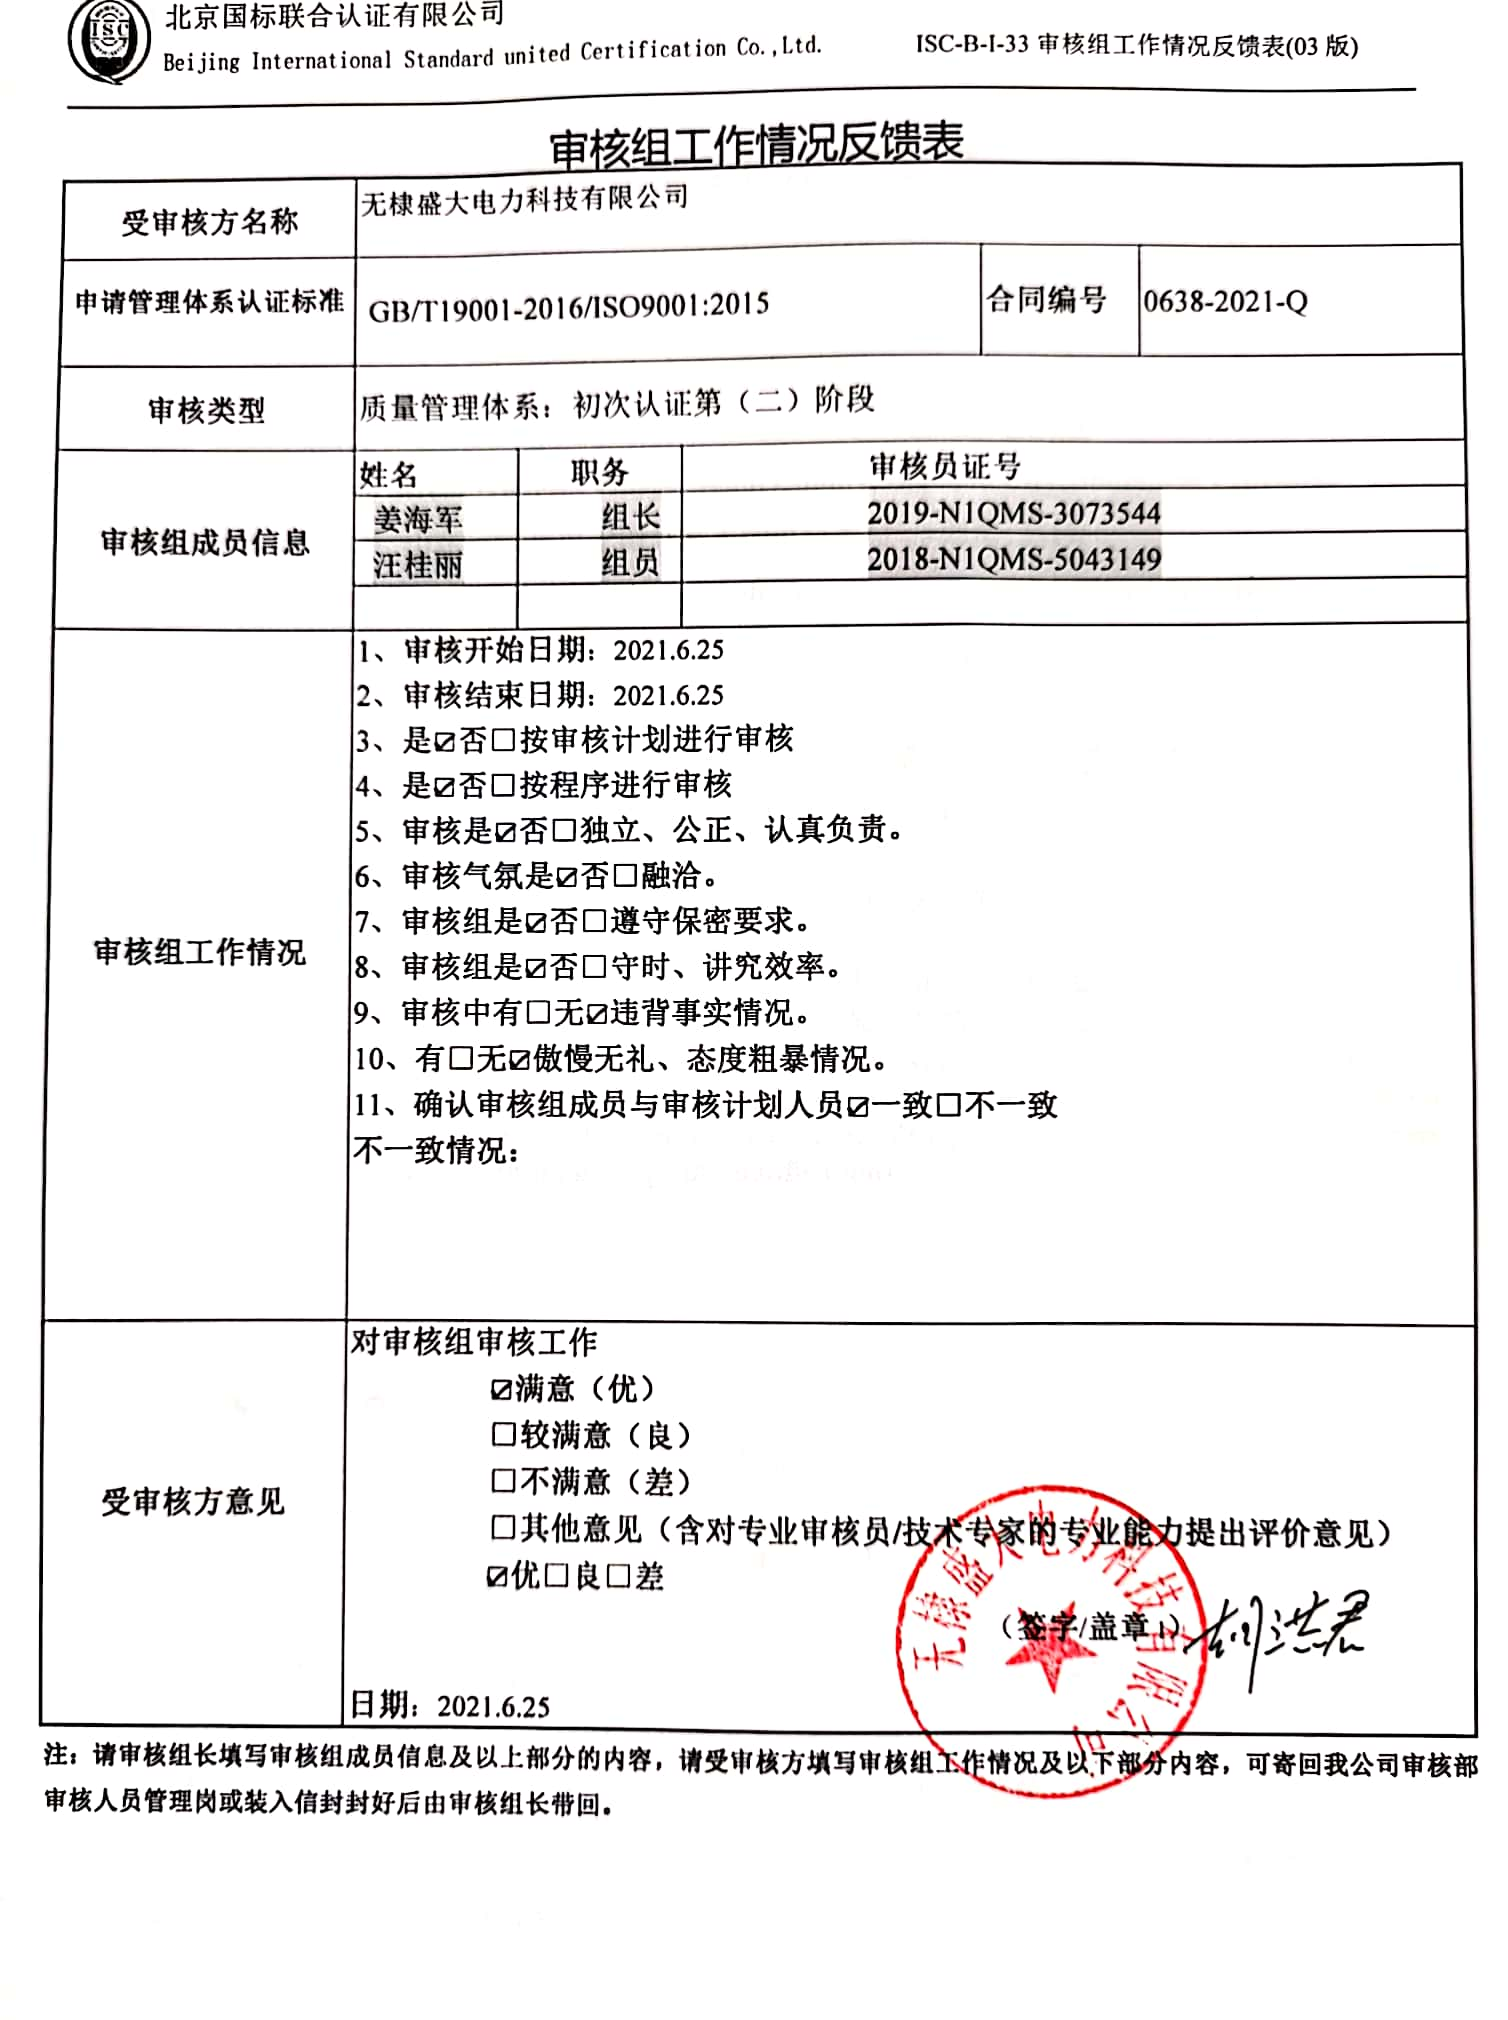 ISC
北京国标联合认证有限公司
Beijing International Standard united Certification Co.,Ltd.
ISC-B-I-33 审核组工作情况反馈表(03 版)
审核组工作情况反馈表
受审核方名称
无棣盛大电力科技有限公司
申请管理体系认证标准
GB/T19001-2016/ISO9001:2015
合同编号
0638-2021-Q
审核类型
质量管理体系：初次认证第（二）阶段
审核组成员信息
姓名 职务 审核员证号
姜海军 组长 2019-N1QMS-3073544
汪桂丽 组员 2018-N1QMS-5043149
审核组工作情况
1、审核开始日期：2021.6.25
2、审核结束日期：2021.6.25
3、是☑否☐按审核计划进行审核
4、是☑否☐按程序进行审核
5、审核是☑否☐独立、公正、认真负责。
6、审核气氛是☑否☐融洽。
7、审核组是☑否☐遵守保密要求。
8、审核组是☑否☐守时、讲究效率。
9、审核中有☐无☑违背事实情况。
10、有☐无☑傲慢无礼、态度粗暴情况。
11、确认审核组成员与审核计划人员☑一致☐不一致
不一致情况：
受审核方意见
对审核组审核工作
☑满意（优）
☐较满意（良）
☐不满意（差）
☐其他意见（含对专业审核员/技术专家的专业能力提出评价意见）
☑优☐良☐差
（签字/盖章）
胡洪君
无棣盛大电力科技有限公司
日期：2021.6.25
注：请审核组长填写审核组成员信息及以上部分的内容，请受审核方填写审核组工作情况及以下部分内容，可寄回我公司审核部
审核人员管理岗或装入信封封好后由审核组长带回。